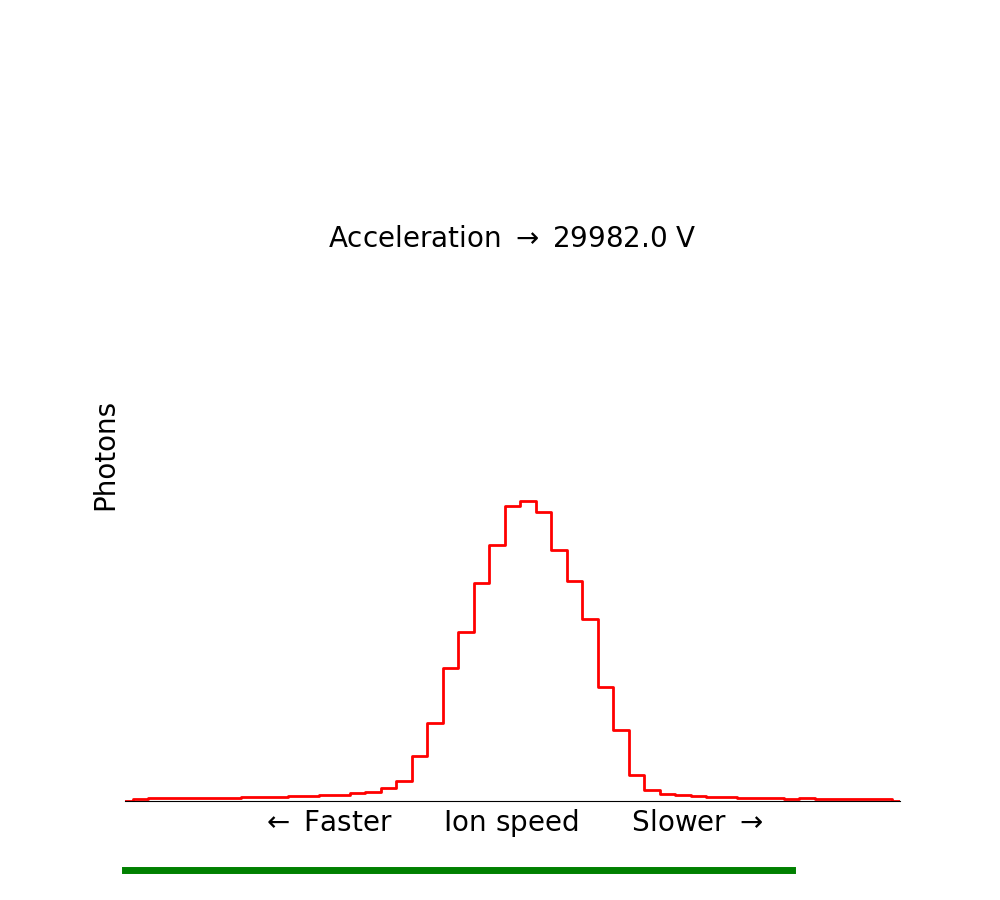 Acceleration → 29982.0 V
Photons
← Faster Ion speed Slower →